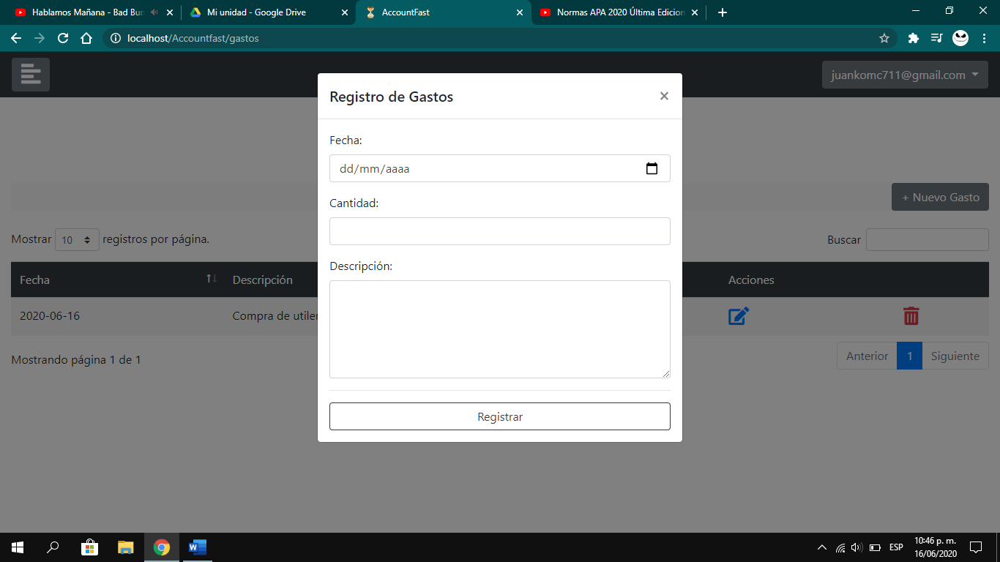 Hablamos Mañana - Bad Bun
Mi unidad - Google Drive
AccountFast
Normas APA 2020 Última Edicion
localhost/Accountfast/gastos
juankomc711@gmail.com
Registro de Gastos
Fecha:
dd/mm/aaaa
Cantidad:
Descripción:
Registrar
+ Nuevo Gasto
Mostrar 10 registros por página.
Buscar
Fecha Descripción Acciones
2020-06-16 Compra de utiler
Mostrando página 1 de 1
Anterior 1 Siguiente
ESP
10:46 p. m.
16/06/2020